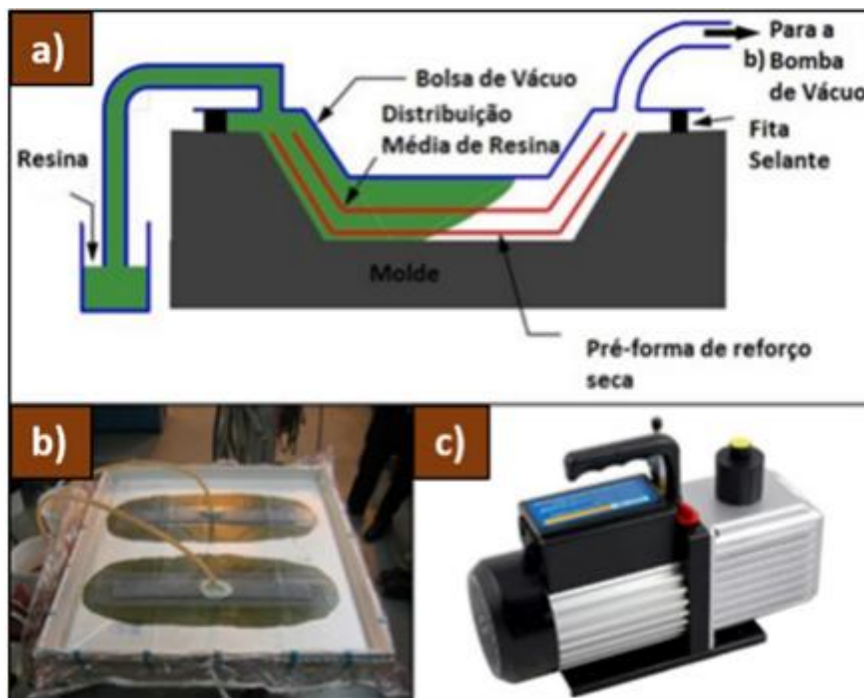 a)
Resina
Bolsa de Vácuo
Distribuição
Média de Resina
Para a
b) Bomba
de Vácuo
Fita
Selante
Molde
Pré-forma de reforço
seca
b)
c)